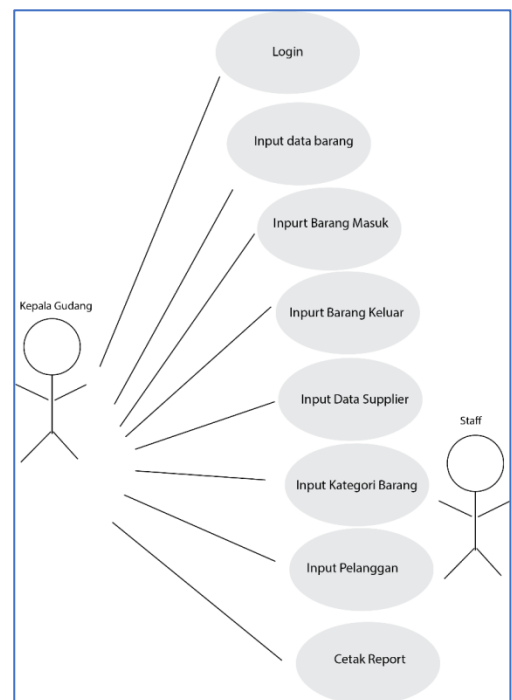 Login
Input data barang
Inpurt Barang Masuk
Kepala Gudang
Inpurt Barang Keluar
Input Data Supplier
Staff
Input Kategori Barang
Input Pelanggan
Cetak Report